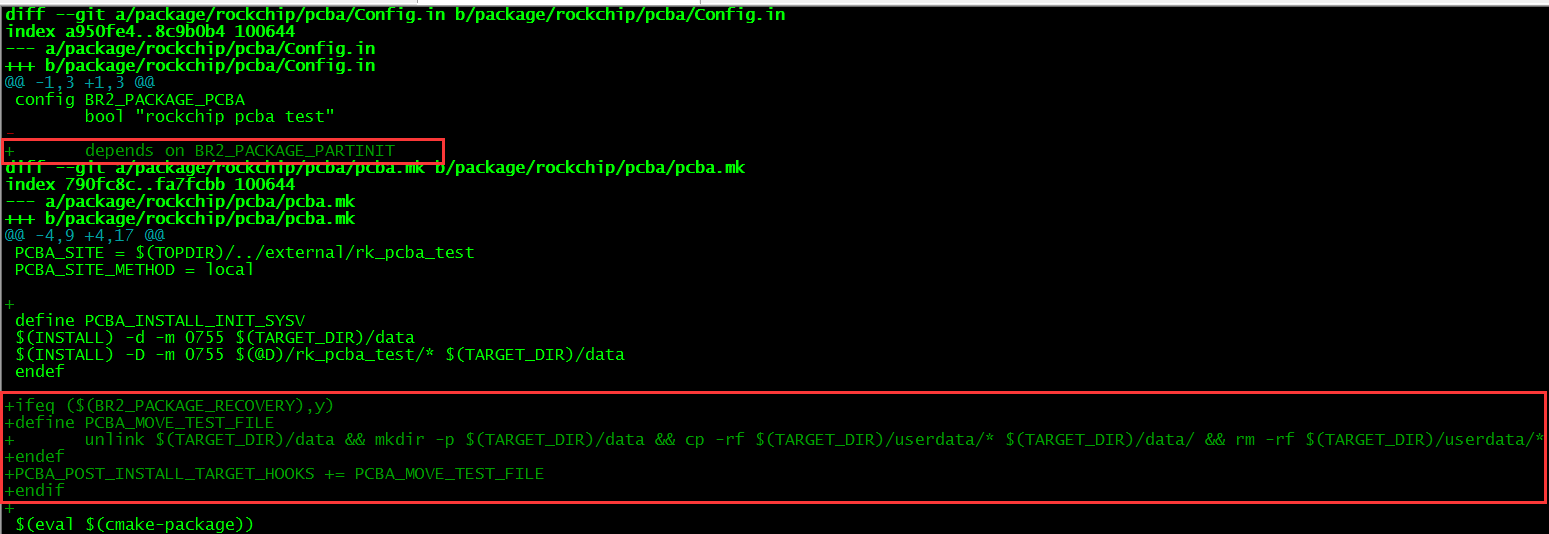 diff --git a/package/rockchip/pcba/Config.in b/package/rockchip/pcba/Config.in
index a950fe4..8c9b0b4 100644
--- a/package/rockchip/pcba/Config.in
+++ b/package/rockchip/pcba/Config.in
@@ -1,3 +1,3 @@
 config BR2_PACKAGE_PCBA
        bool "rockchip pcba test"
-
+       depends on BR2_PACKAGE_PARTINIT
diff --git a/package/rockchip/pcba/pcba.mk b/package/rockchip/pcba/pcba.mk
index 790fc8c..fa7fcbb 100644
--- a/package/rockchip/pcba/pcba.mk
+++ b/package/rockchip/pcba/pcba.mk
@@ -4,9 +4,17 @@
 PCBA_SITE = $(TOPDIR)/../external/rk_pcba_test
 PCBA_SITE_METHOD = local

+
 define PCBA_INSTALL_INIT_SYSV
 $(INSTALL) -d -m 0755 $(TARGET_DIR)/data
 $(INSTALL) -D -m 0755 $(@D)/rk_pcba_test/* $(TARGET_DIR)/data
 endef

+ifeq ($(BR2_PACKAGE_RECOVERY),y)
+define PCBA_MOVE_TEST_FILE
+       unlink $(TARGET_DIR)/data && mkdir -p $(TARGET_DIR)/data && cp -rf $(TARGET_DIR)/userdata/* $(TARGET_DIR)/data/ && rm -rf $(TARGET_DIR)/userdata/*
+endef
+PCBA_POST_INSTALL_TARGET_HOOKS += PCBA_MOVE_TEST_FILE
+endif
+
 $(eval $(cmake-package))